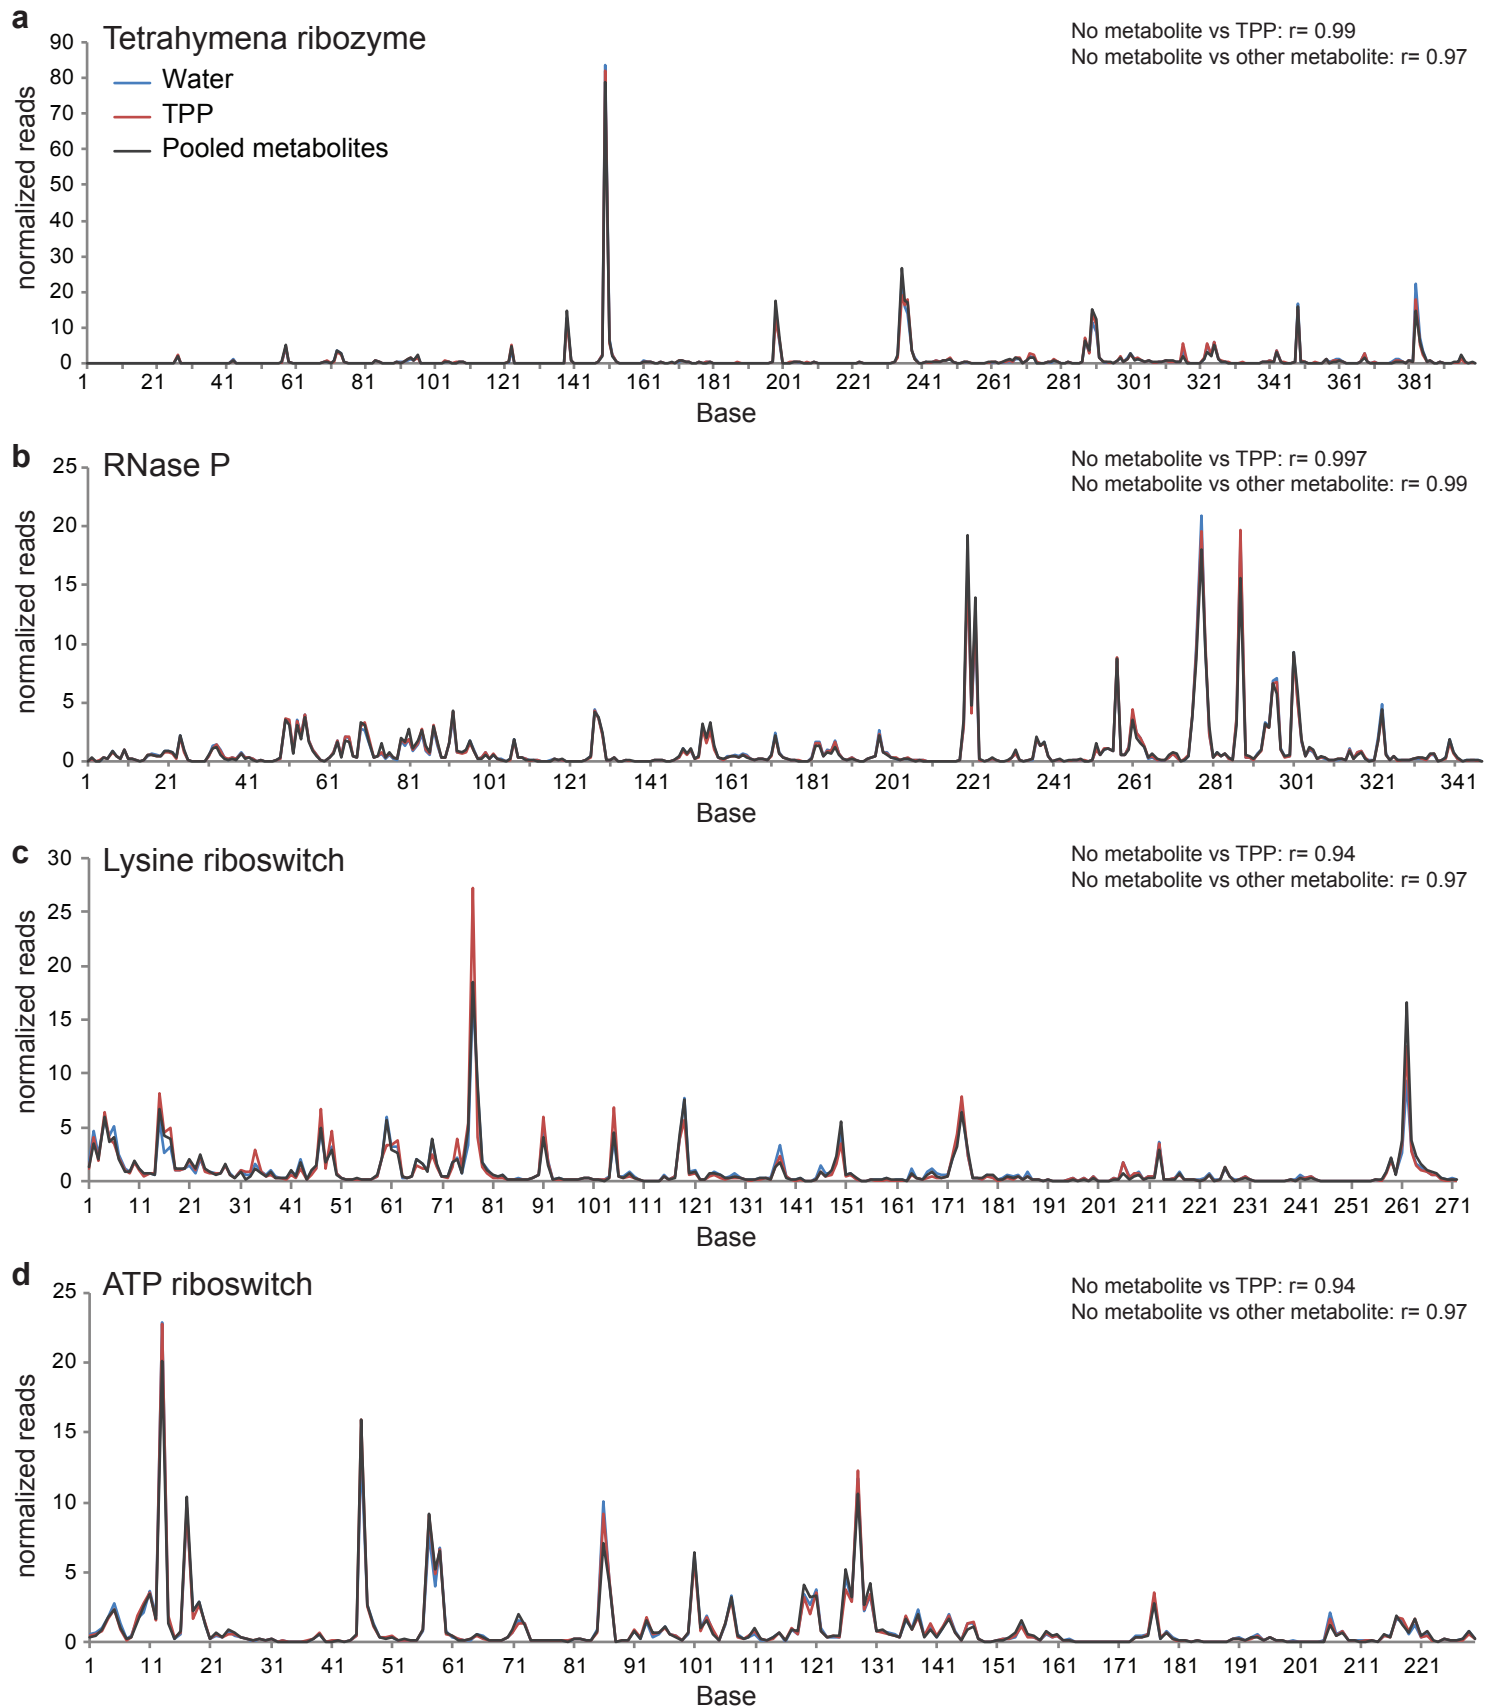 a
Tetrahymena ribozyme
No metabolite vs TPP: r= 0.99
No metabolite vs other metabolite: r= 0.97
Water
TPP
Pooled metabolites
normalized reads
90
80
70
60
50
40
30
20
10
0
1 21 41 61 81 101 121 141 161 181 201 221 241 261 281 301 321 341 361 381
Base
b
RNase P
No metabolite vs TPP: r= 0.997
No metabolite vs other metabolite: r= 0.99
normalized reads
25
20
15
10
5
0
1 21 41 61 81 101 121 141 161 181 201 221 241 261 281 301 321 341
Base
c
Lysine riboswitch
No metabolite vs TPP: r= 0.94
No metabolite vs other metabolite: r= 0.97
normalized reads
30
25
20
15
10
5
0
1 11 21 31 41 51 61 71 81 91 101 111 121 131 141 151 161 171 181 191 201 211 221 231 241 251 261 271
Base
d
ATP riboswitch
No metabolite vs TPP: r= 0.94
No metabolite vs other metabolite: r= 0.97
normalized reads
25
20
15
10
5
0
1 11 21 31 41 51 61 71 81 91 101 111 121 131 141 151 161 171 181 191 201 211 221
Base